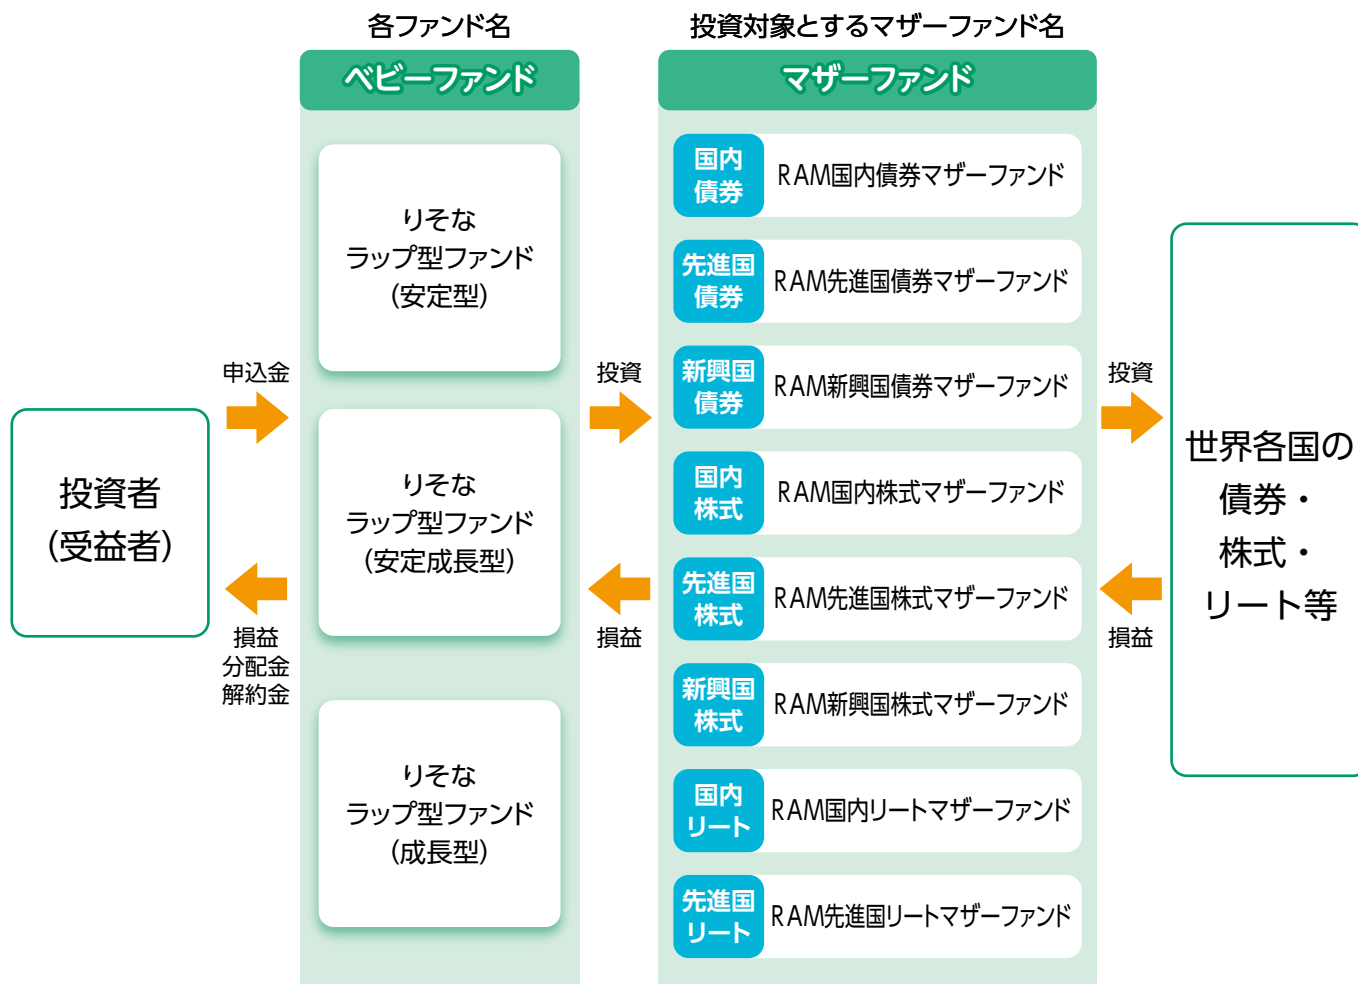 各ファンド名
投資対象とするマザーファンド名
ベビーファンド
マザーファンド
投資者
(受益者)
申込金
損益
分配金
解約金
りそな
ラップ型ファンド
(安定型)
りそな
ラップ型ファンド
(安定成長型)
りそな
ラップ型ファンド
(成長型)
投資
損益
国内
債券
RAM国内債券マザーファンド
先進国
債券
RAM先進国債券マザーファンド
新興国
債券
RAM新興国債券マザーファンド
国内
株式
RAM国内株式マザーファンド
先進国
株式
RAM先進国株式マザーファンド
新興国
株式
RAM新興国株式マザーファンド
国内
リート
RAM国内リートマザーファンド
先進国
リート
RAM先進国リートマザーファンド
投資
損益
世界各国の
債券・
株式・
リート等